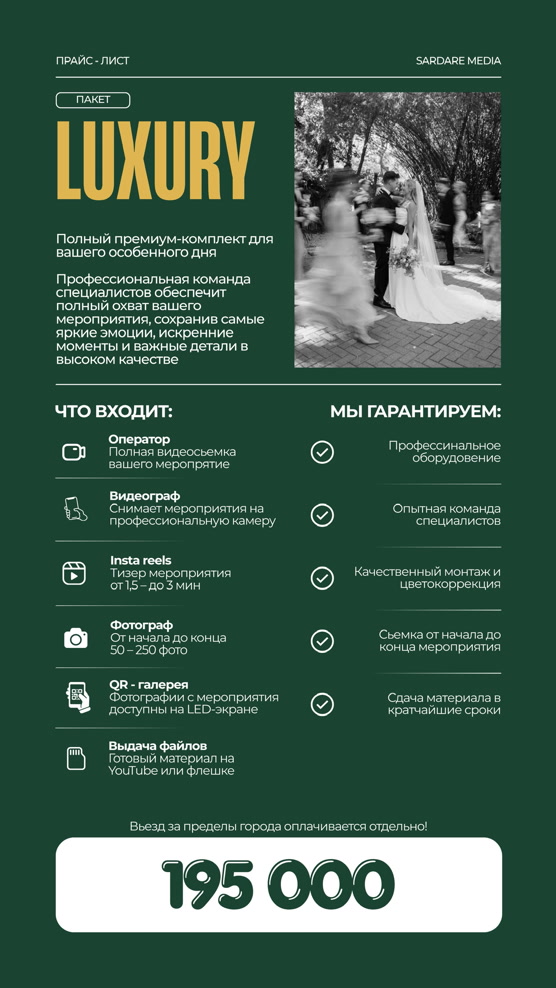 ПРАЙС - ЛИСТ
SARDARE MEDIA
ПАКЕТ
LUXURY
Полный премиум-комплект для
вашего особенного дня
Профессиональная команда
специалистов обеспечит
полный охват вашего
мероприятия, сохранив самые
яркие эмоции, искренние
моменты и важные детали в
высоком качестве
ЧТО ВХОДИТ:
Оператор
Полная видеосьемка
вашего меропрятие
Видеограф
Снимает мероприятия на
профессиональную камеру
Insta reels
Тизер мероприятия
от 1,5 – до 3 мин
Фотограф
От начала до конца
50 – 250 фото
QR - галерея
Фотографии с мероприятия
доступны на LED-экране
Выдача файлов
Готовый материал на
YouTube или флешке
МЫ ГАРАНТИРУЕМ:
Профессинальное
оборудовение
Опытная команда
специалистов
Качественный монтаж и
цветокоррекция
Сьемка от начала до
конца мероприятия
Сдача материала в
кратчайшие сроки
Вьезд за пределы города оплачивается отдельно!
195 000